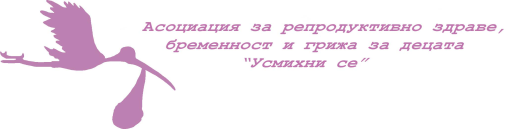 Асоциация за репродуктивно здраве,
бременност и грижа за децата
"Усмихни се"